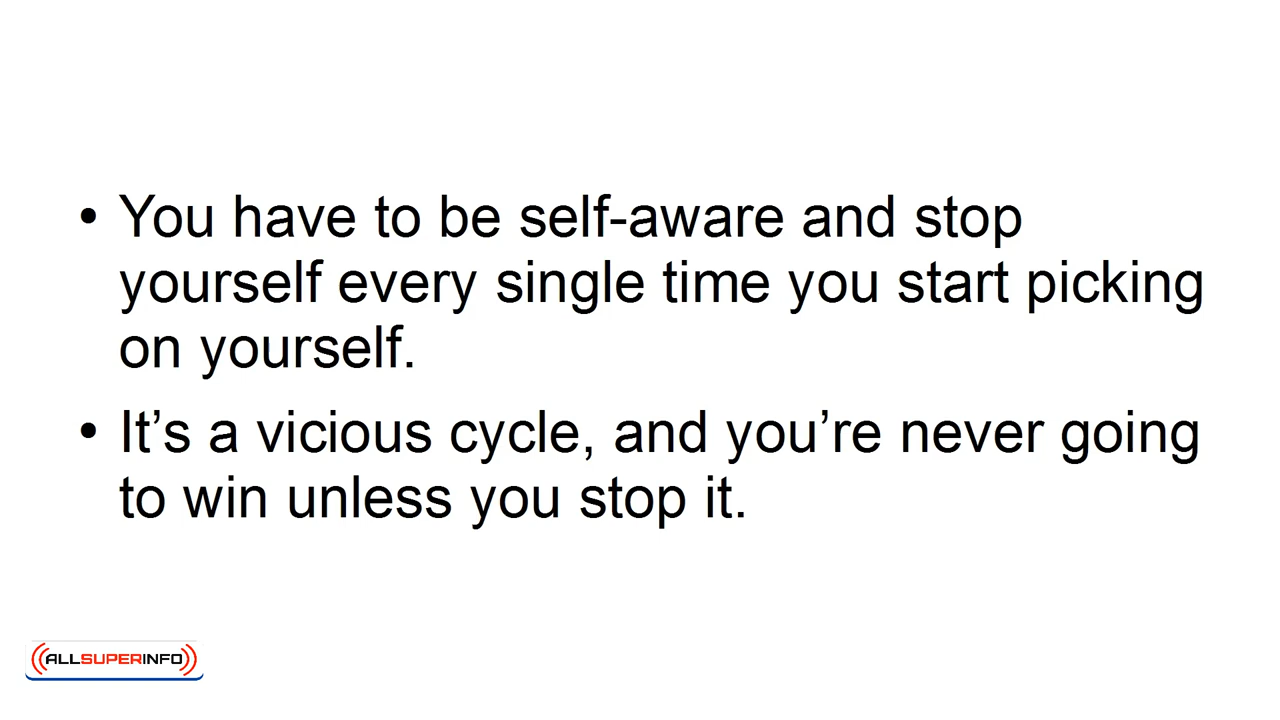 • You have to be self-aware and stop
yourself every single time you start picking
on yourself.
• It’s a vicious cycle, and you’re never going
to win unless you stop it.
ALLSUPERINFO